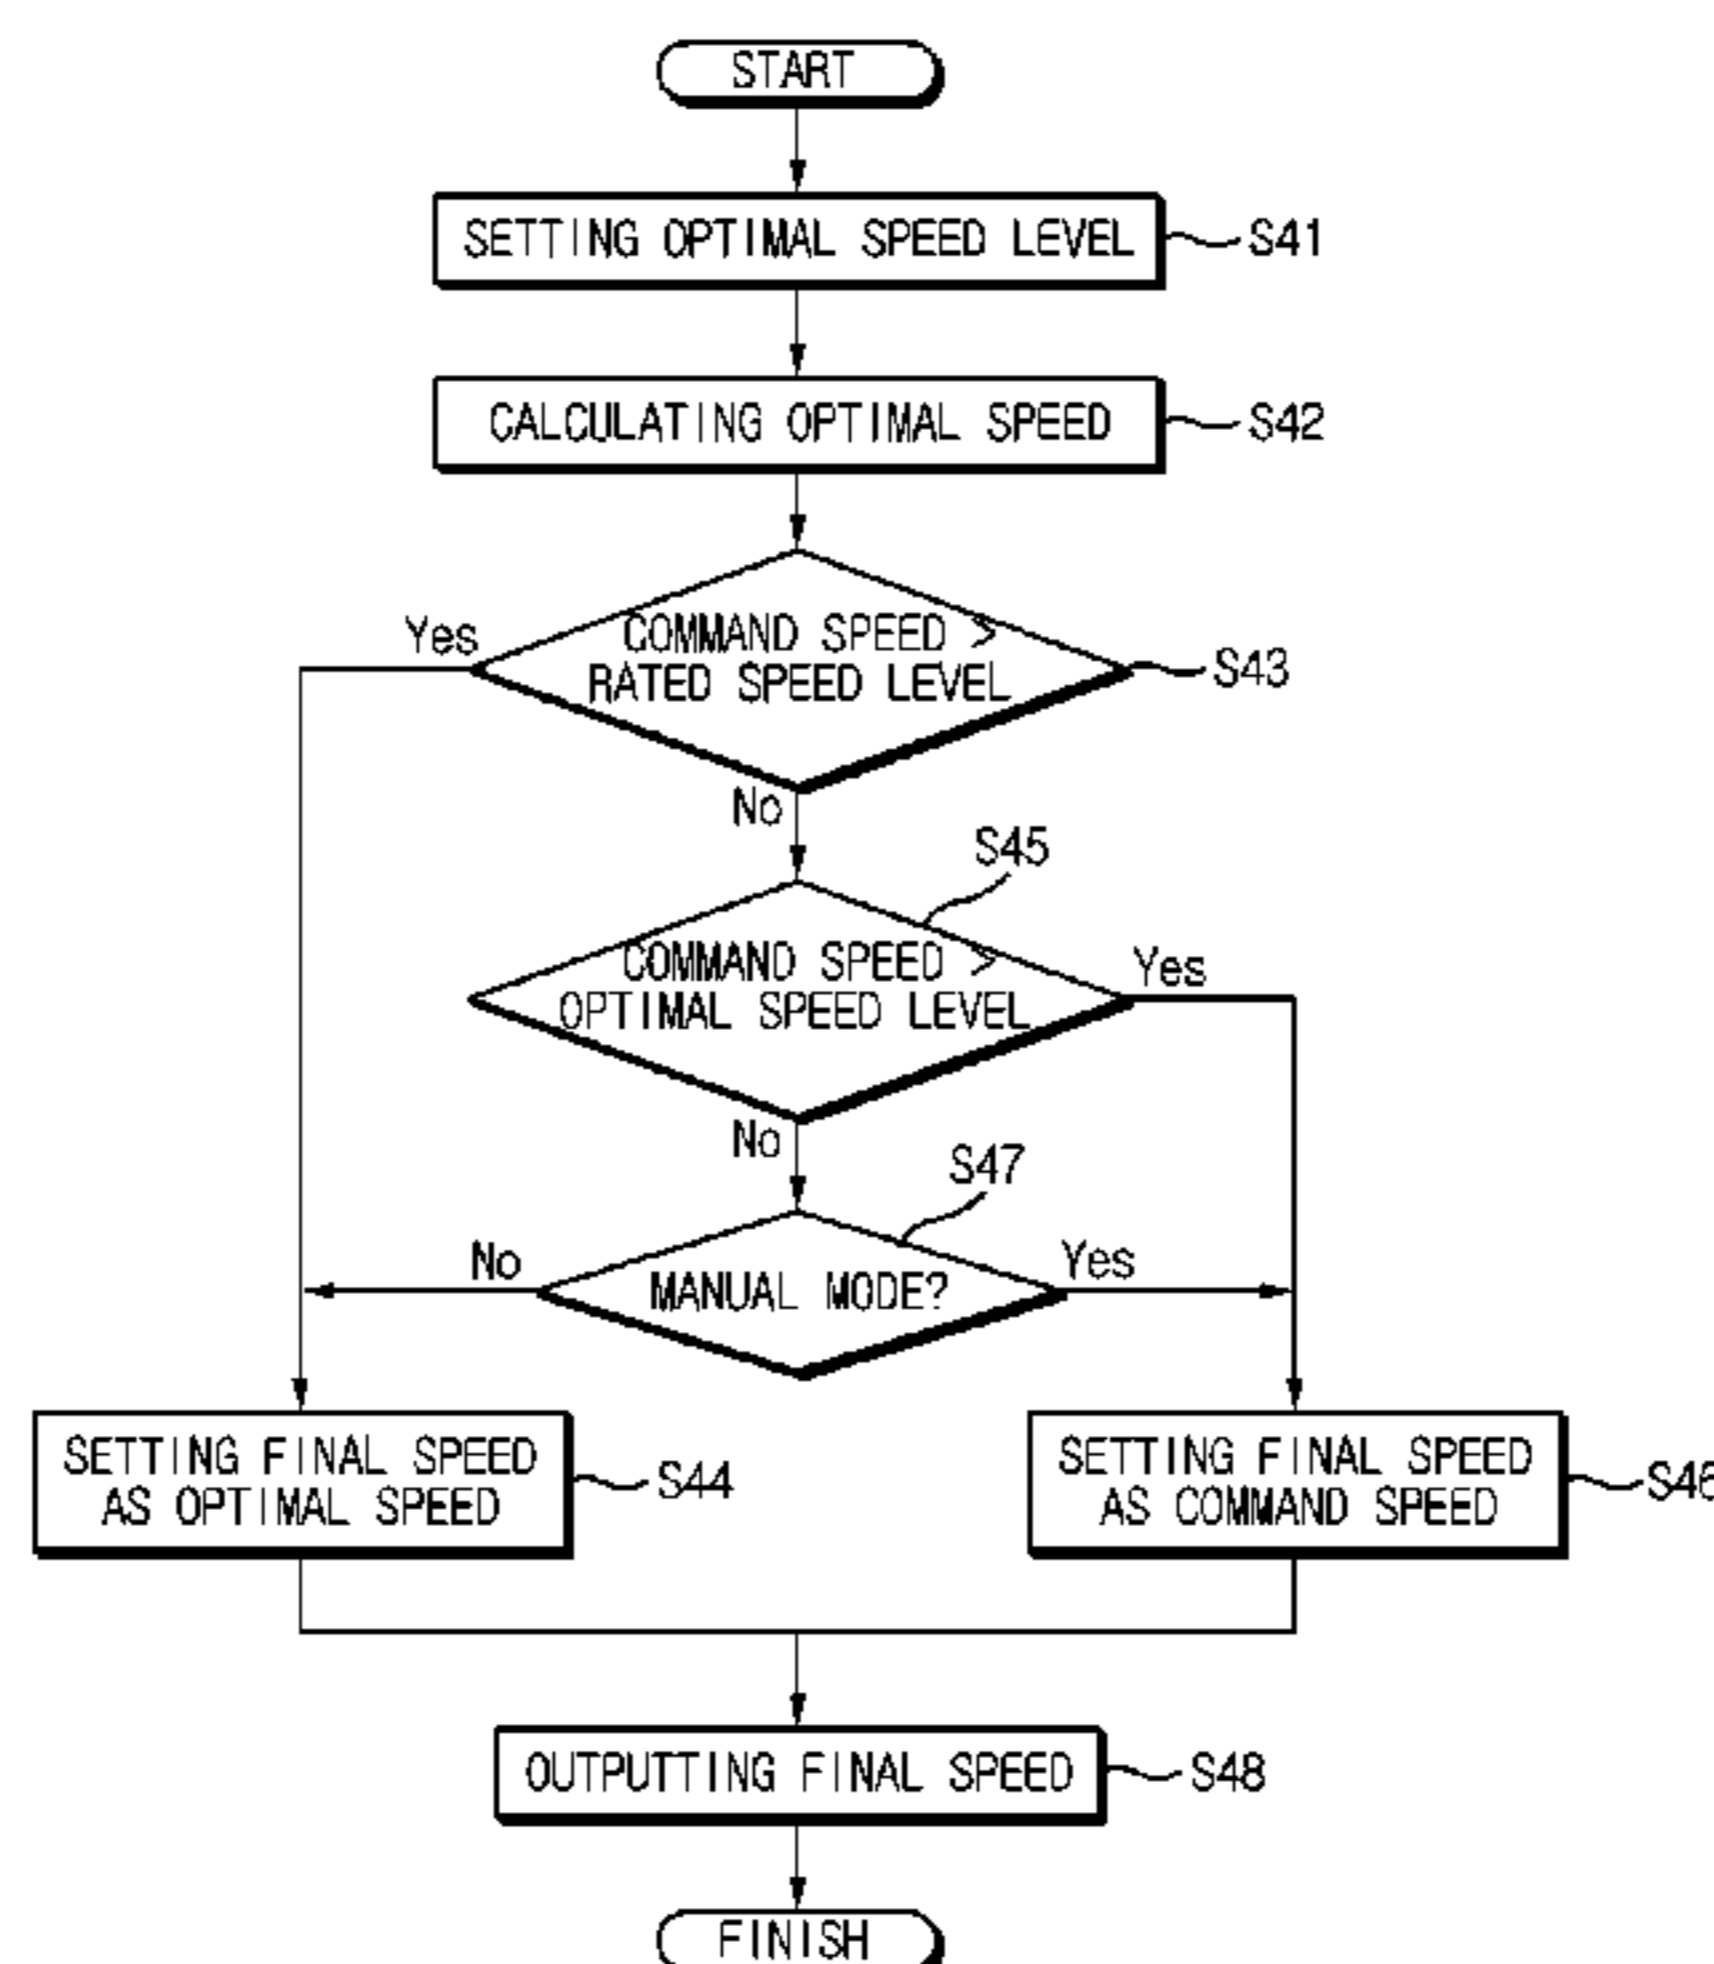 START
SETTING OPTIMAL SPEED LEVEL
S41
CALCULATING OPTIMAL SPEED
S42
Yes
COMMAND SPEED >
RATED SPEED LEVEL
S43
No
S45
COMMAND SPEED >
OPTIMAL SPEED LEVEL
Yes
No
S47
No
MANUAL MODE?
Yes
SETTING FINAL SPEED
AS OPTIMAL SPEED
S44
SETTING FINAL SPEED
AS COMMAND SPEED
S46
OUTPUTTING FINAL SPEED
S48
FINISH